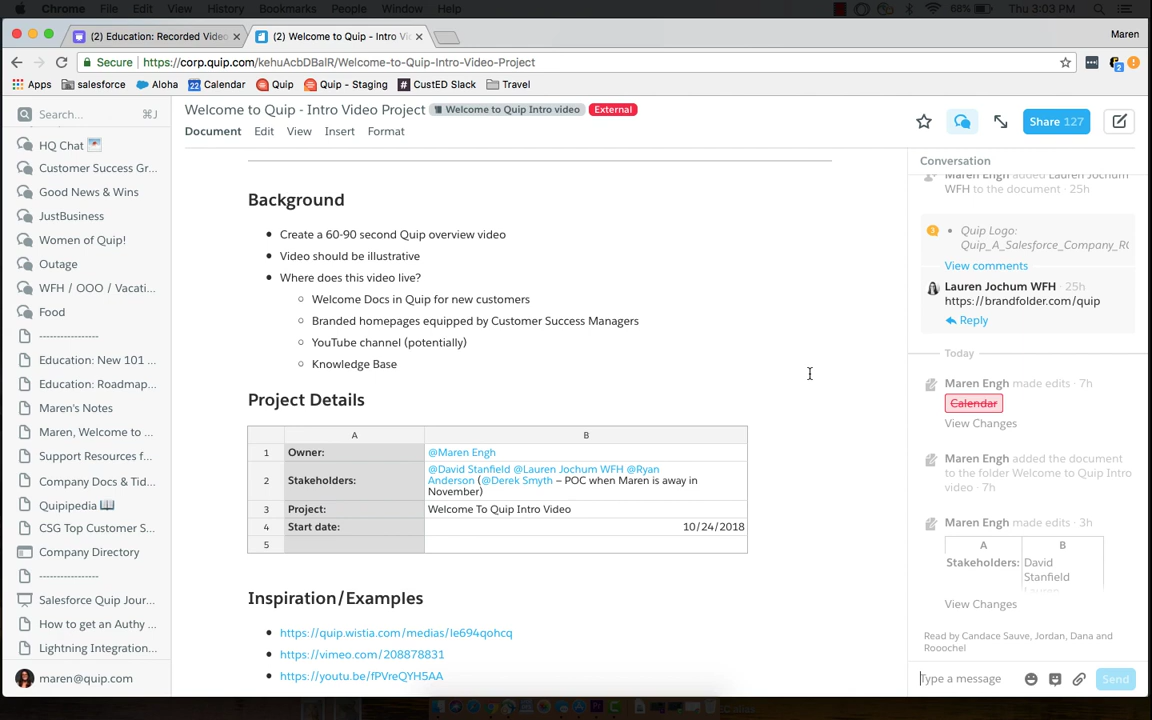 Chrome File Edit View History Bookmarks People Window Help 68% Thu 3:03 PM
(2) Education: Recorded Vide
(2) Welcome to Quip - Intro Vi
Maren
Secure https://corp.quip.com/kehuAcbDBalR/Welcome-to-Quip-Intro-Video-Project
Apps salesforce Aloha 22 Calendar Quip Quip - Staging CustED Slack Travel
Search... ⌘J
HQ Chat
Customer Success Gr...
Good News & Wins
JustBusiness
Women of Quip!
Outage
WFH / OOO / Vacati...
Food
----------------
Education: New 101 ...
Education: Roadmap...
Maren's Notes
Maren, Welcome to ...
Support Resources f...
Company Docs & Tid...
Quipipedia
CSG Top Customer S...
Company Directory
----------------
Salesforce Quip Jour...
How to get an Authy ...
Lightning Integration...
maren@quip.com
Welcome to Quip - Intro Video Project Welcome to Quip Intro video External
Document Edit View Insert Format
Share 127
Background
Create a 60-90 second Quip overview video
Video should be illustrative
Where does this video live?
Welcome Docs in Quip for new customers
Branded homepages equipped by Customer Success Managers
YouTube channel (potentially)
Knowledge Base
Project Details
A B
1 Owner: @Maren Engh
2 Stakeholders: @David Stanfield @Lauren Jochum WFH @Ryan
Anderson (@Derek Smyth – POC when Maren is away in
November)
3 Project: Welcome To Quip Intro Video
4 Start date: 10/24/2018
5
Inspiration/Examples
https://quip.wistia.com/medias/le694qohcq
https://vimeo.com/208878831
https://youtu.be/fPVreQYH5AA
Conversation
Maren Engh added Lauren Jochum
WFH to the document · 25h
Quip Logo:
Quip_A_Salesforce_Company_RG
View comments
Lauren Jochum WFH · 25h
https://brandfolder.com/quip
Reply
Today
Maren Engh made edits · 7h
Calendar
View Changes
Maren Engh added the document
to the folder Welcome to Quip Intro
video · 7h
Maren Engh made edits · 3h
A B
Stakeholders: David
Stanfield
View Changes
Read by Candace Sauve, Jordan, Dana and
Rooochel
Type a message Send